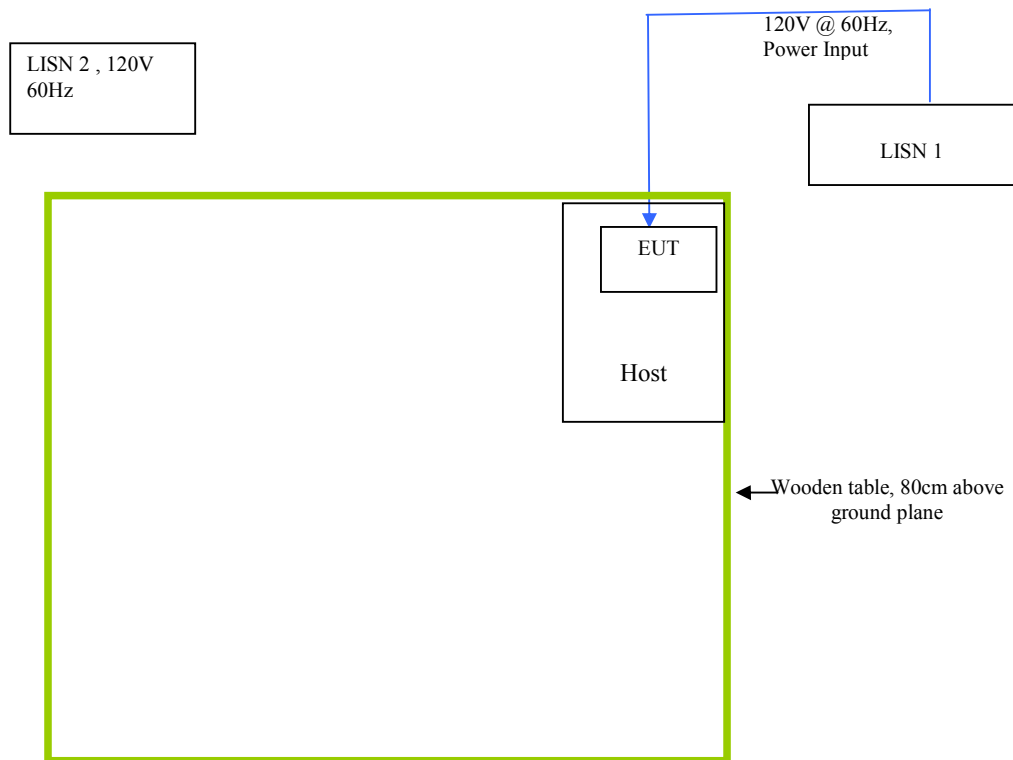 120V @ 60Hz,
Power Input
LISN 2 , 120V
60Hz
LISN 1
EUT
Host
Wooden table, 80cm above
ground plane